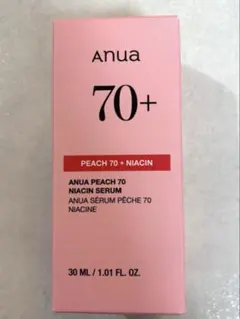 Anua
70+
PEACH 70 + NIACIN
ANUA PEACH 70
NIACIN SERUM
ANUA SÉRUM PÊCHE 70
NIACINE
30 ML / 1.01 FL. OZ.